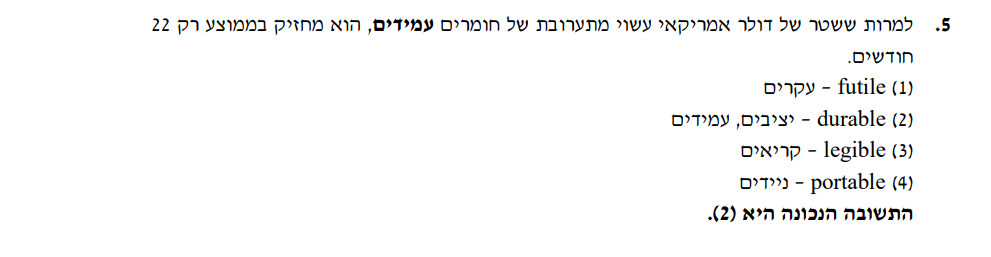 5. למרות ששטר של דולר אמריקאי עשוי מתערובת של חומרים עמידים, הוא מחזיק בממוצע רק 22
חודשים.
(1) futile – עקרים
(2) durable – יציבים, עמידים
(3) legible – קריאים
(4) portable – ניידים
התשובה הנכונה היא (2).